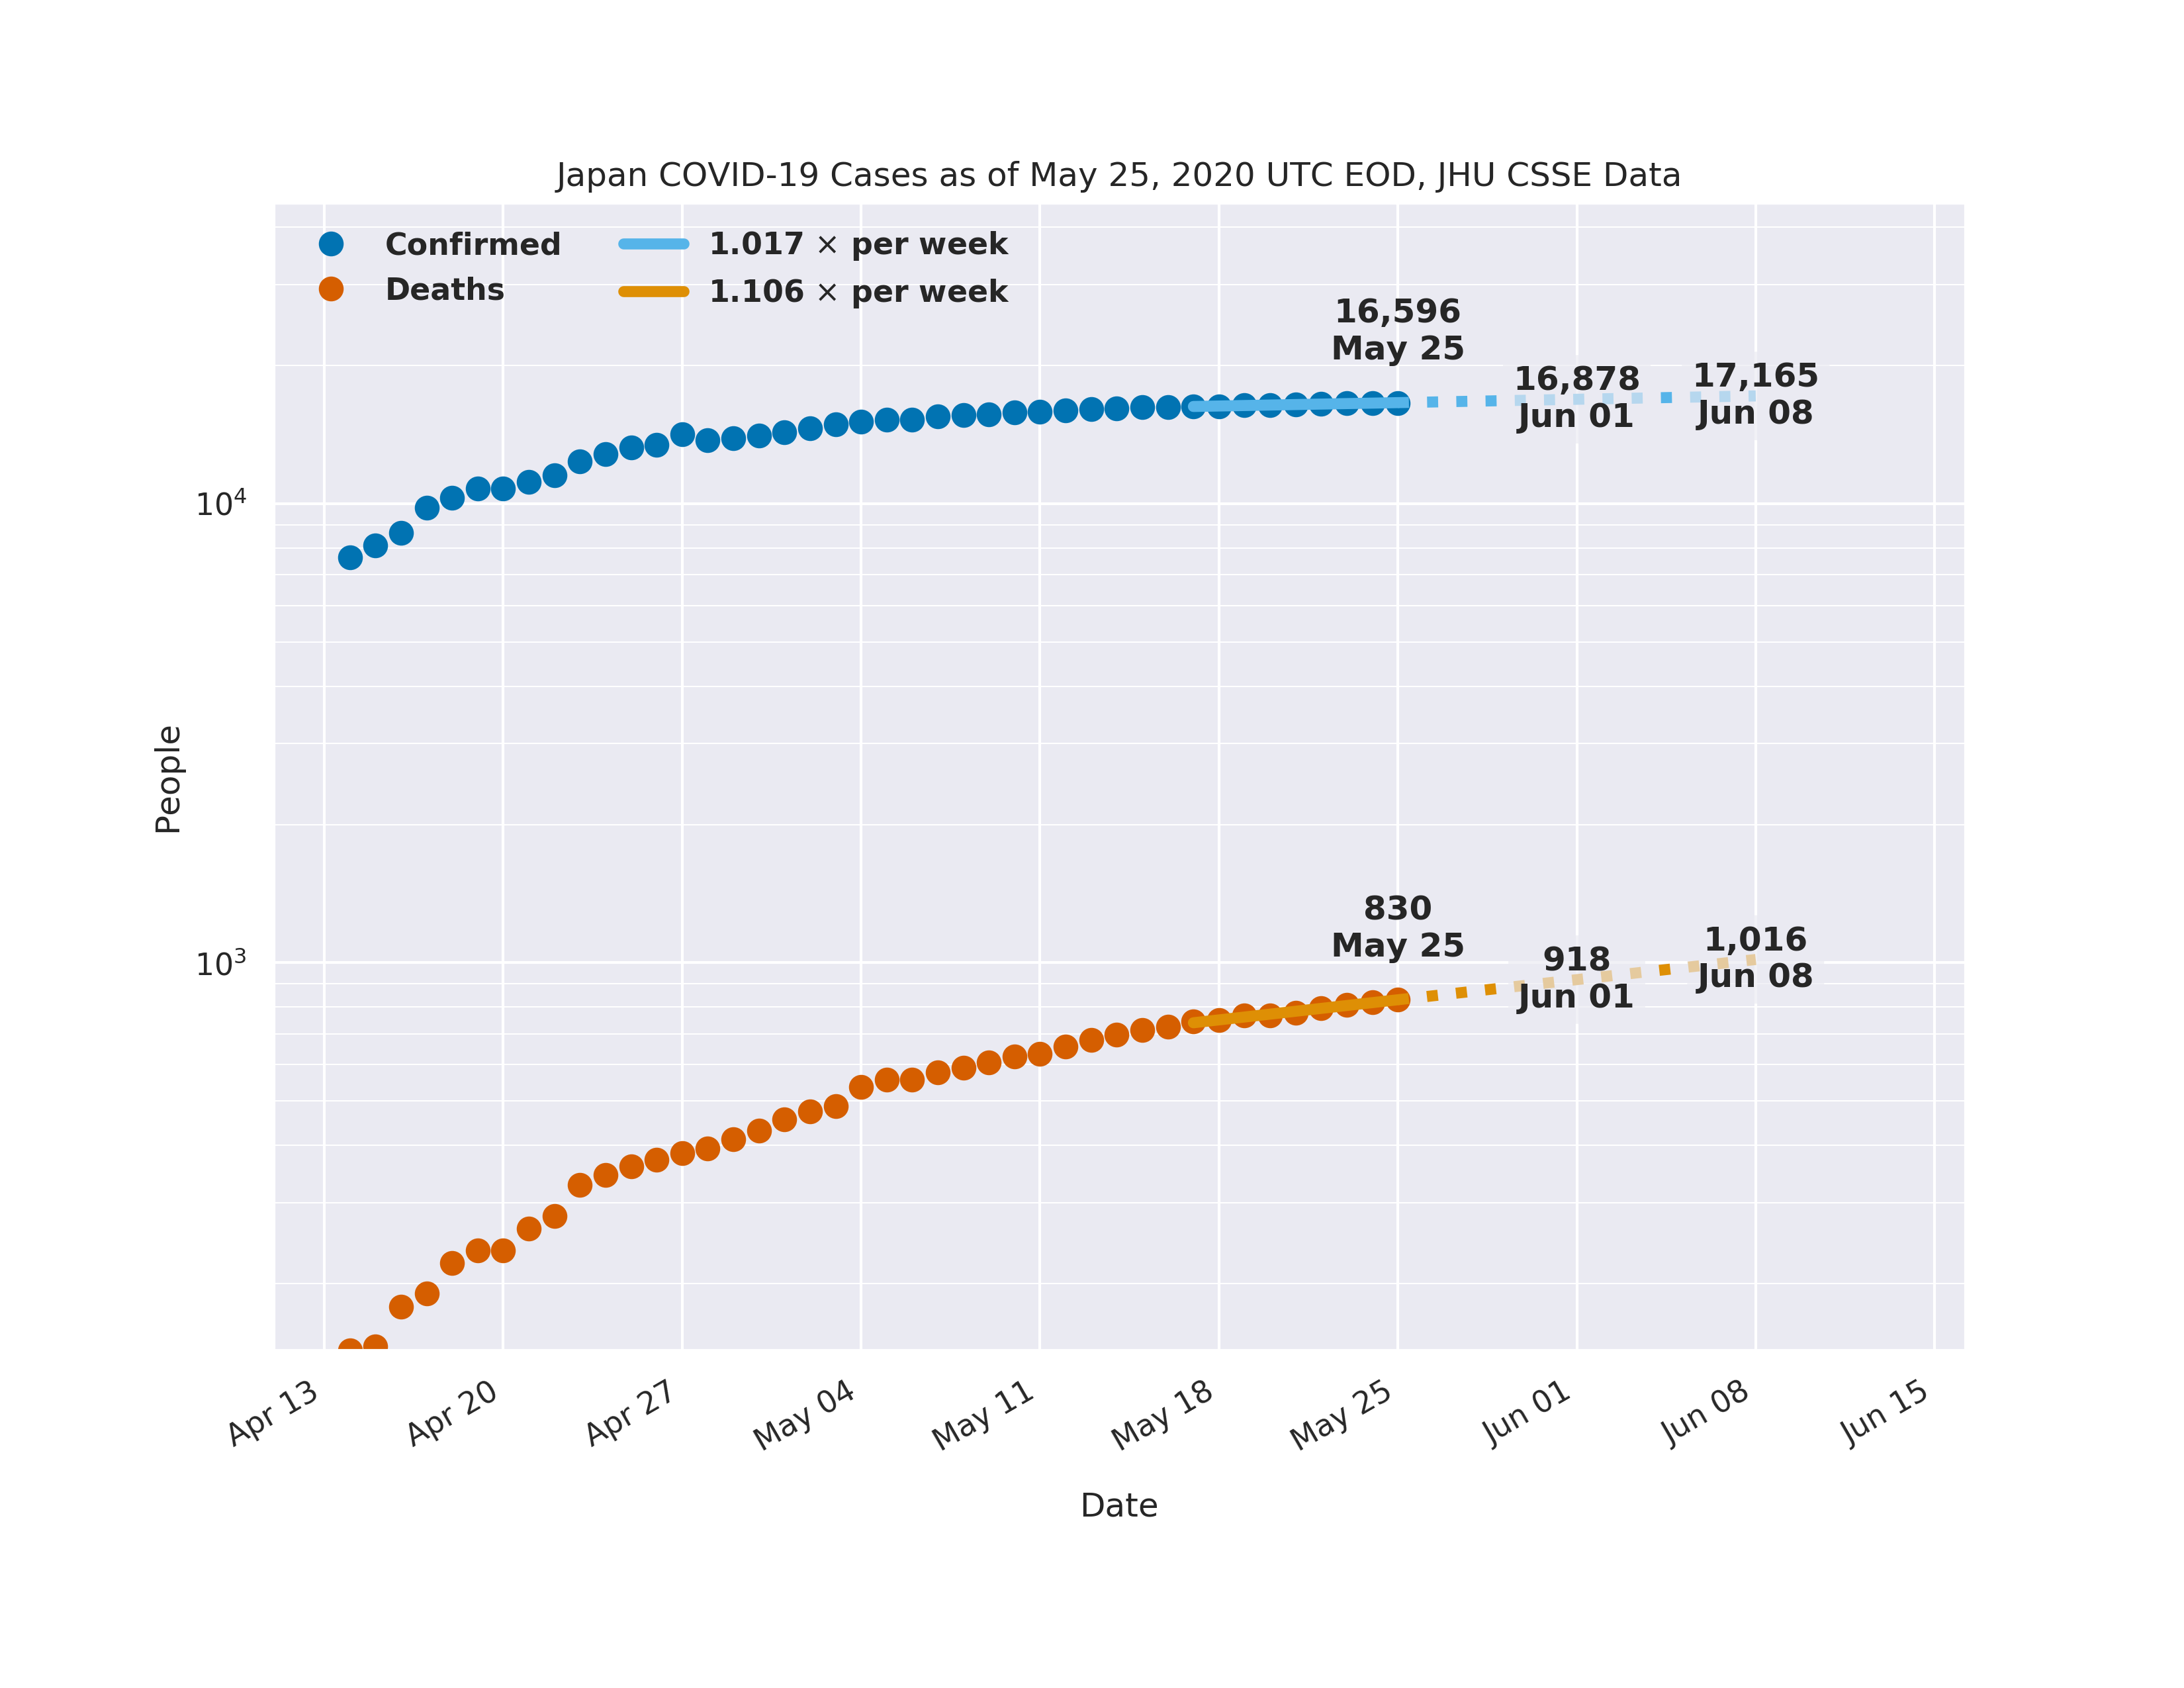 Japan COVID-19 Cases as of May 25, 2020 UTC EOD, JHU CSSE Data
Confirmed
Deaths
1.017 × per week
1.106 × per week
16,596
May 25
16,878
Jun 01
17,165
Jun 08
10⁴
People
830
May 25
918
Jun 01
1,016
Jun 08
10³
Apr 13
Apr 20
Apr 27
May 04
May 11
May 18
May 25
Jun 01
Jun 08
Jun 15
Date